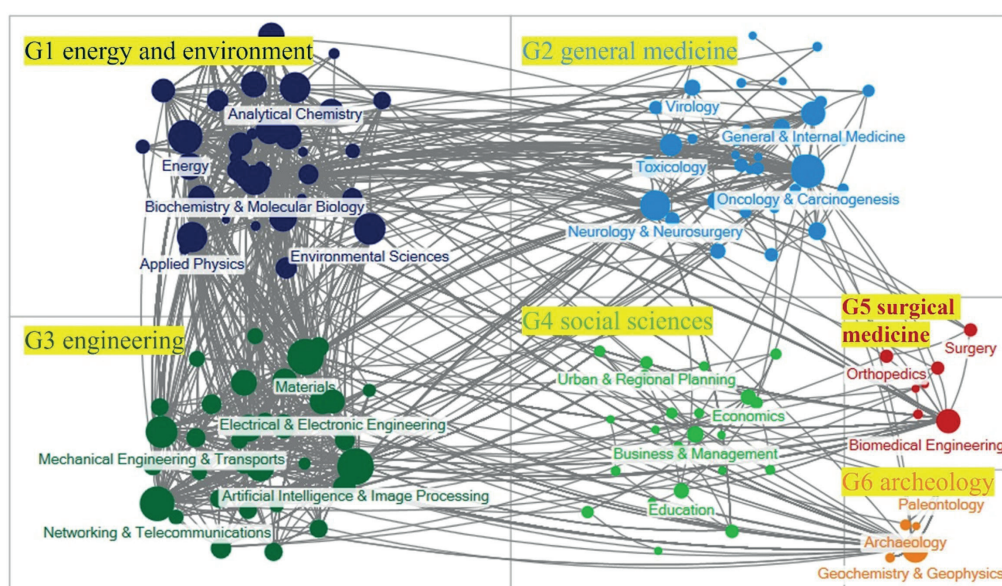 G1 energy and environment
Analytical Chemistry
Energy
Biochemistry & Molecular Biology
Environmental Sciences
Applied Physics
G2 general medicine
Virology
General & Internal Medicine
Toxicology
Oncology & Carcinogenesis
Neurology & Neurosurgery
G3 engineering
Materials
Electrical & Electronic Engineering
Mechanical Engineering & Transports
Artificial Intelligence & Image Processing
Networking & Telecommunications
G4 social sciences
Urban & Regional Planning
Economics
Business & Management
Education
G5 surgical
medicine
Surgery
Orthopedics
Biomedical Engineering
G6 archeology
Paleontology
Archaeology
Geochemistry & Geophysics